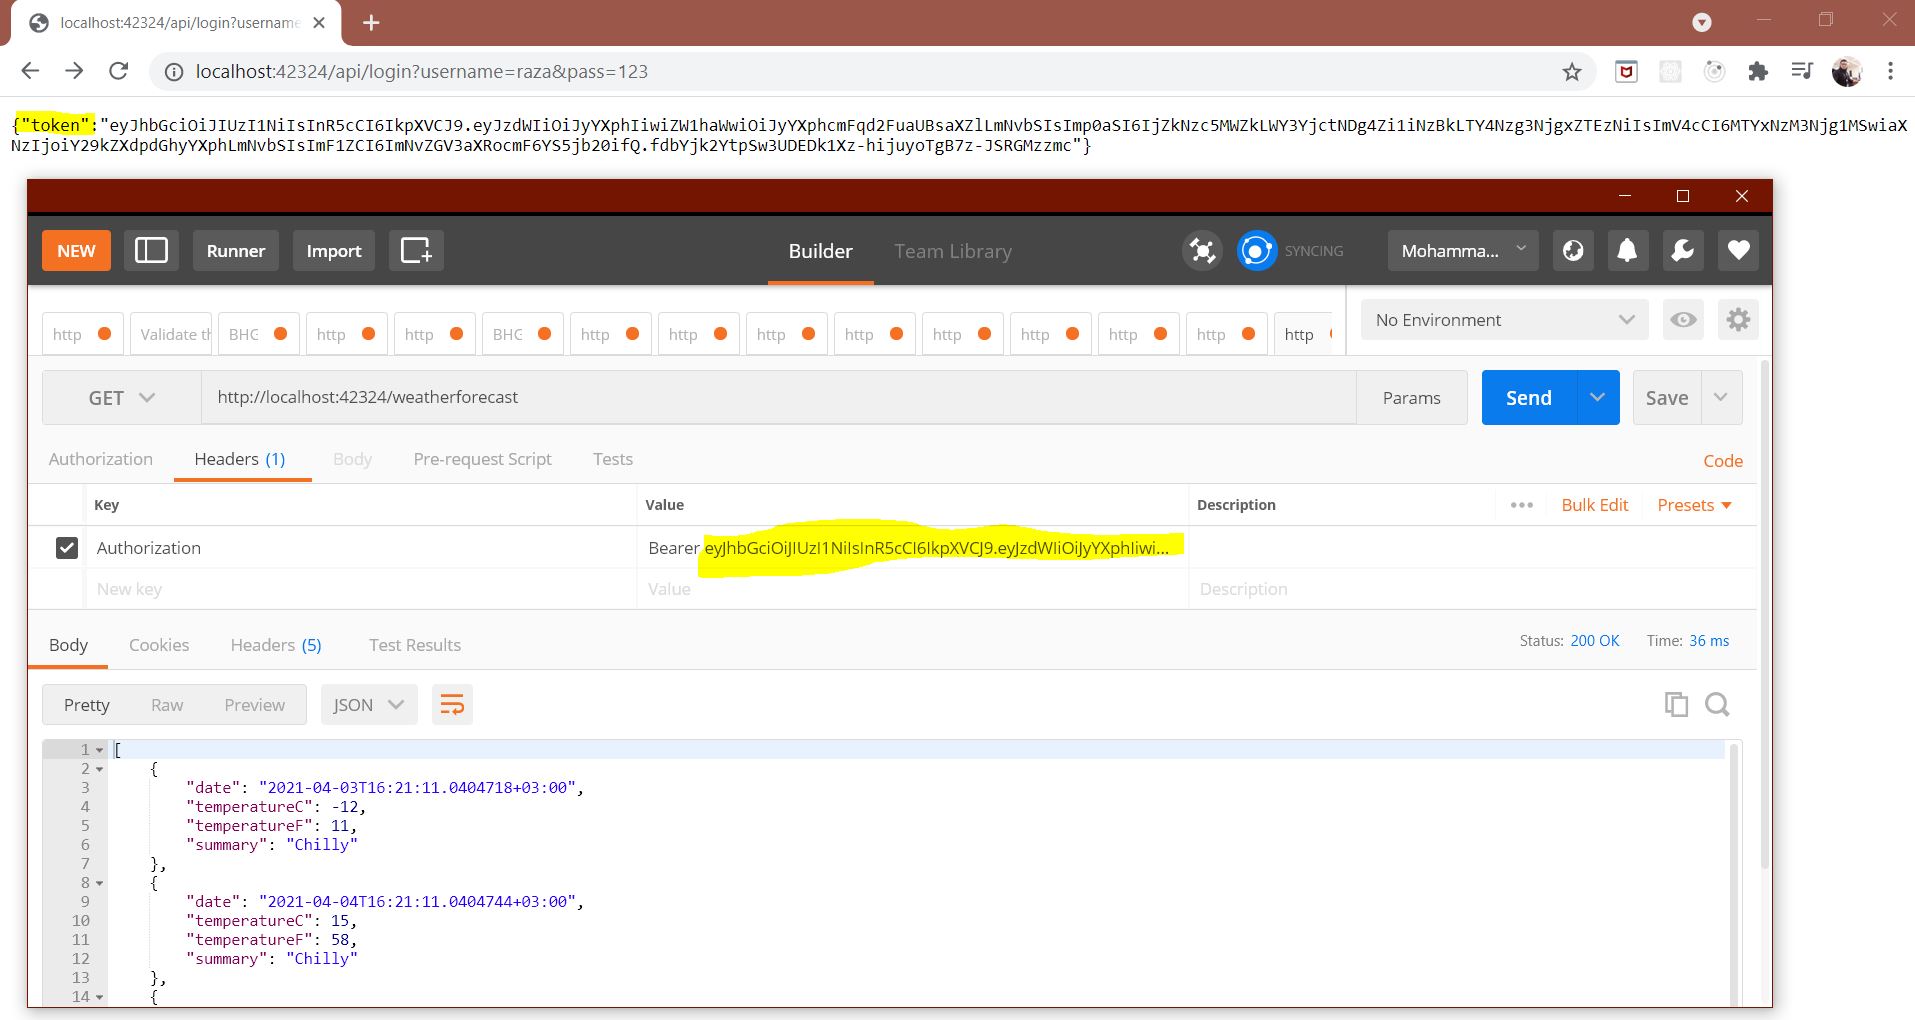 localhost:42324/api/login?username
localhost:42324/api/login?username=raza&pass=123
{"token":"eyJhbGciOiJIUzI1NiIsInR5cCI6IkpXVCJ9.eyJzdWIiOiJyYXphIiwiZW1haWwiOiJyYXphcmFqd2FuaUBsaXZlLmNvbSIsImp0aSI6IjZkNzc5MWZkLWY3YjctNDg4Zi1iNzBkLTY4Nzg3NjgxZTEzNiIsImV4cCI6MTYxNzM3Njg1MSwiaX
NzIjoiY29kZXdpdGhyYXphLmNvbSIsImF1ZCI6ImNvZGV3aXRocmF6YS5jb20ifQ.fdbYjk2YtpSw3UDEDk1Xz-hijuyoTgB7z-JSRGMzzmc"}
NEW Runner Import Builder Team Library SYNCING Mohamma...
http Validate th BHG http http BHG http http http http http http http http http No Environment
GET http://localhost:42324/weatherforecast Params Send Save
Authorization Headers (1) Body Pre-request Script Tests Code
Key Value Description ••• Bulk Edit Presets
Authorization Bearer eyJhbGciOiJIUzI1NiIsInR5cCI6IkpXVCJ9.eyJzdWIiOiJyYXphIiwi...
New key Value Description
Body Cookies Headers (5) Test Results Status: 200 OK Time: 36 ms
Pretty Raw Preview JSON
1 [
2 {
3 "date": "2021-04-03T16:21:11.0404718+03:00",
4 "temperatureC": -12,
5 "temperatureF": 11,
6 "summary": "Chilly"
7 },
8 {
9 "date": "2021-04-04T16:21:11.0404744+03:00",
10 "temperatureC": 15,
11 "temperatureF": 58,
12 "summary": "Chilly"
13 },
14 {